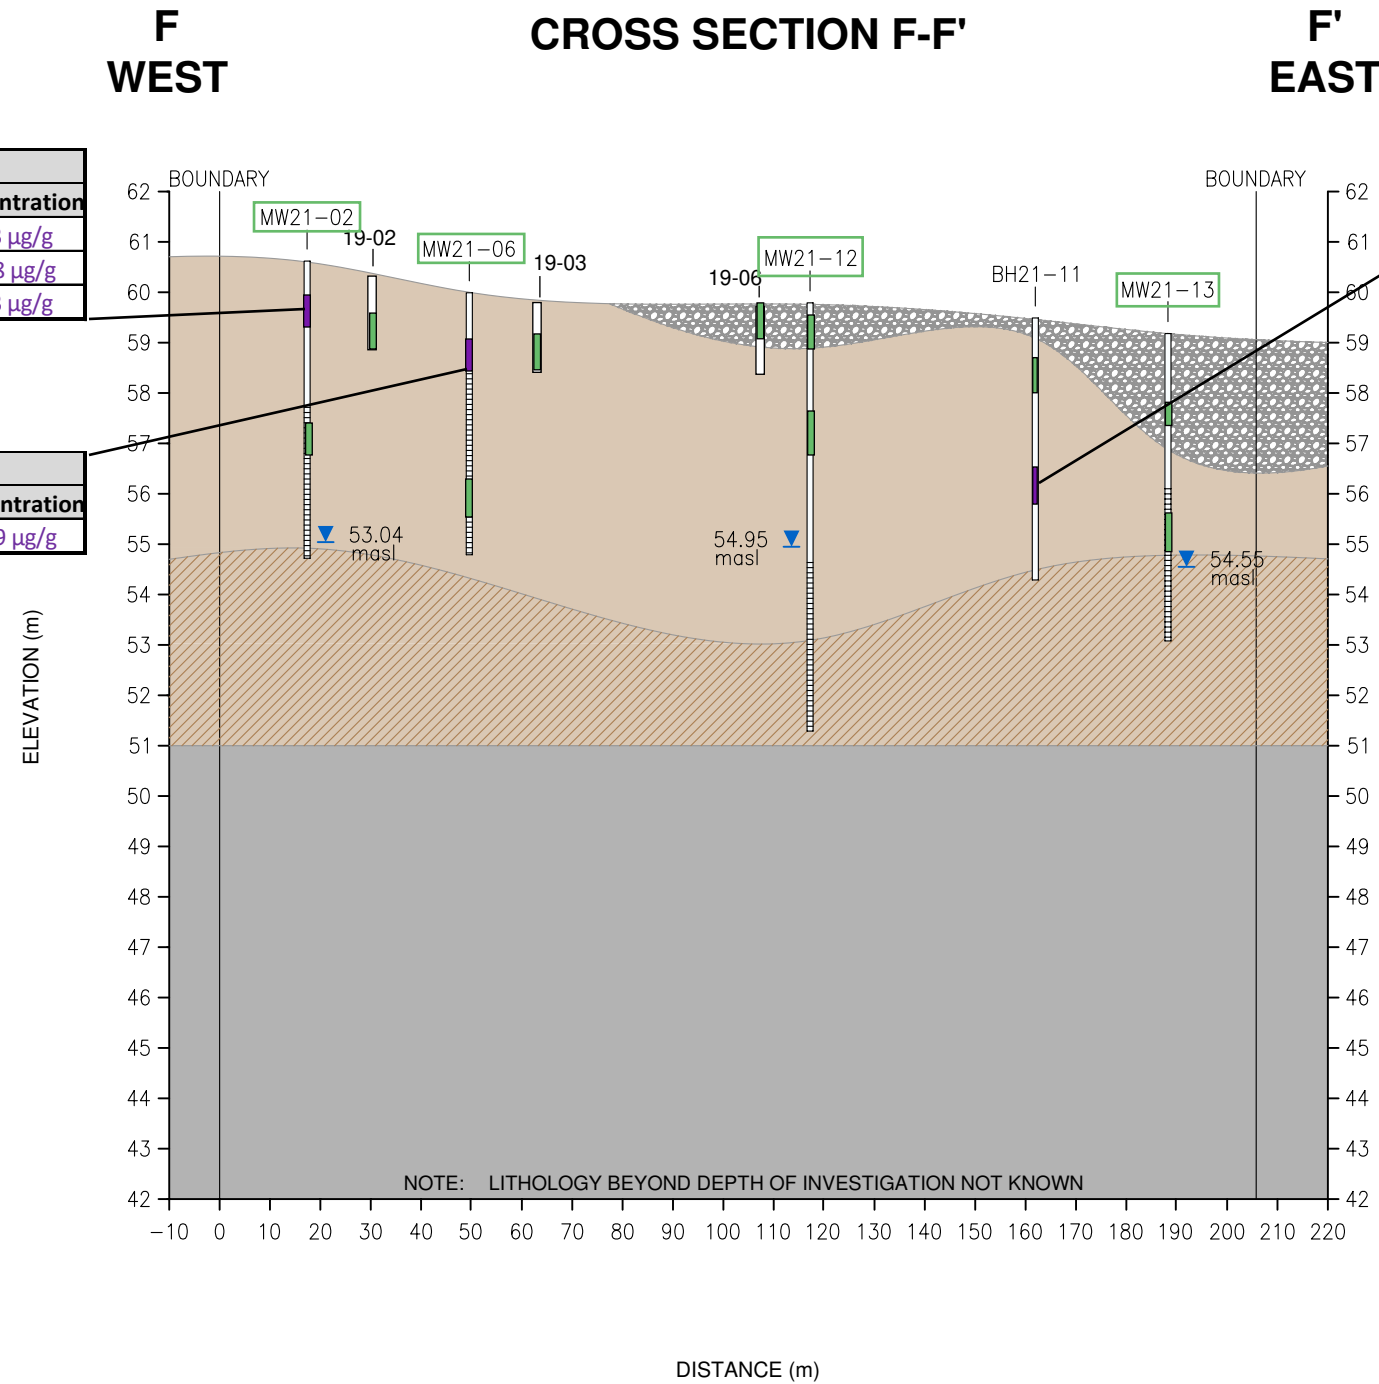 F
WEST
CROSS SECTION F-F'
F'
EAST
ntration
µg/g
µg/g
µg/g
ntration
µg/g
BOUNDARY
BOUNDARY
MW21-02
19-02
MW21-06
19-03
19-06
MW21-12
BH21-11
MW21-13
62
61
60
59
58
57
56
55
54
53
52
51
50
49
48
47
46
45
44
43
42
62
61
60
59
58
57
56
55
54
53
52
51
50
49
48
47
46
45
44
43
42
53.04
masl
54.95
masl
54.55
masl
ELEVATION (m)
NOTE: LITHOLOGY BEYOND DEPTH OF INVESTIGATION NOT KNOWN
-10 0 10 20 30 40 50 60 70 80 90 100 110 120 130 140 150 160 170 180 190 200 210 220
DISTANCE (m)